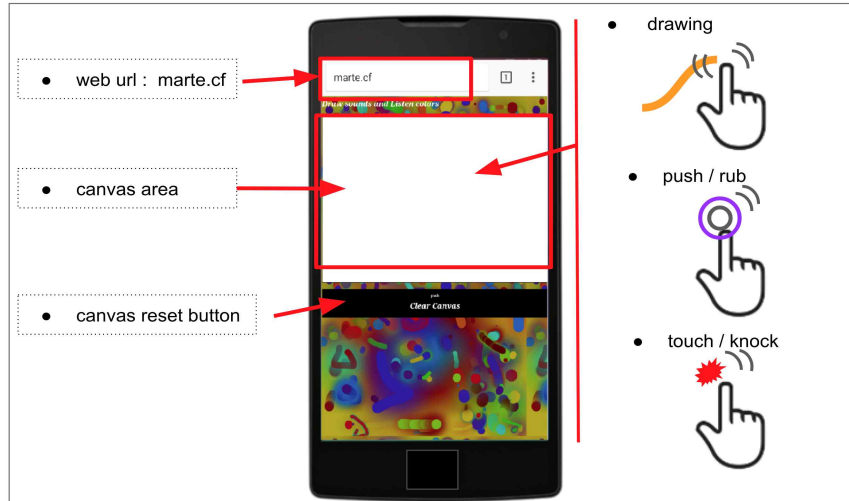 web url : marte.cf
canvas area
canvas reset button
marte.cf
1
Draw sounds and Listen colors
push
Clear Canvas
drawing
push / rub
touch / knock